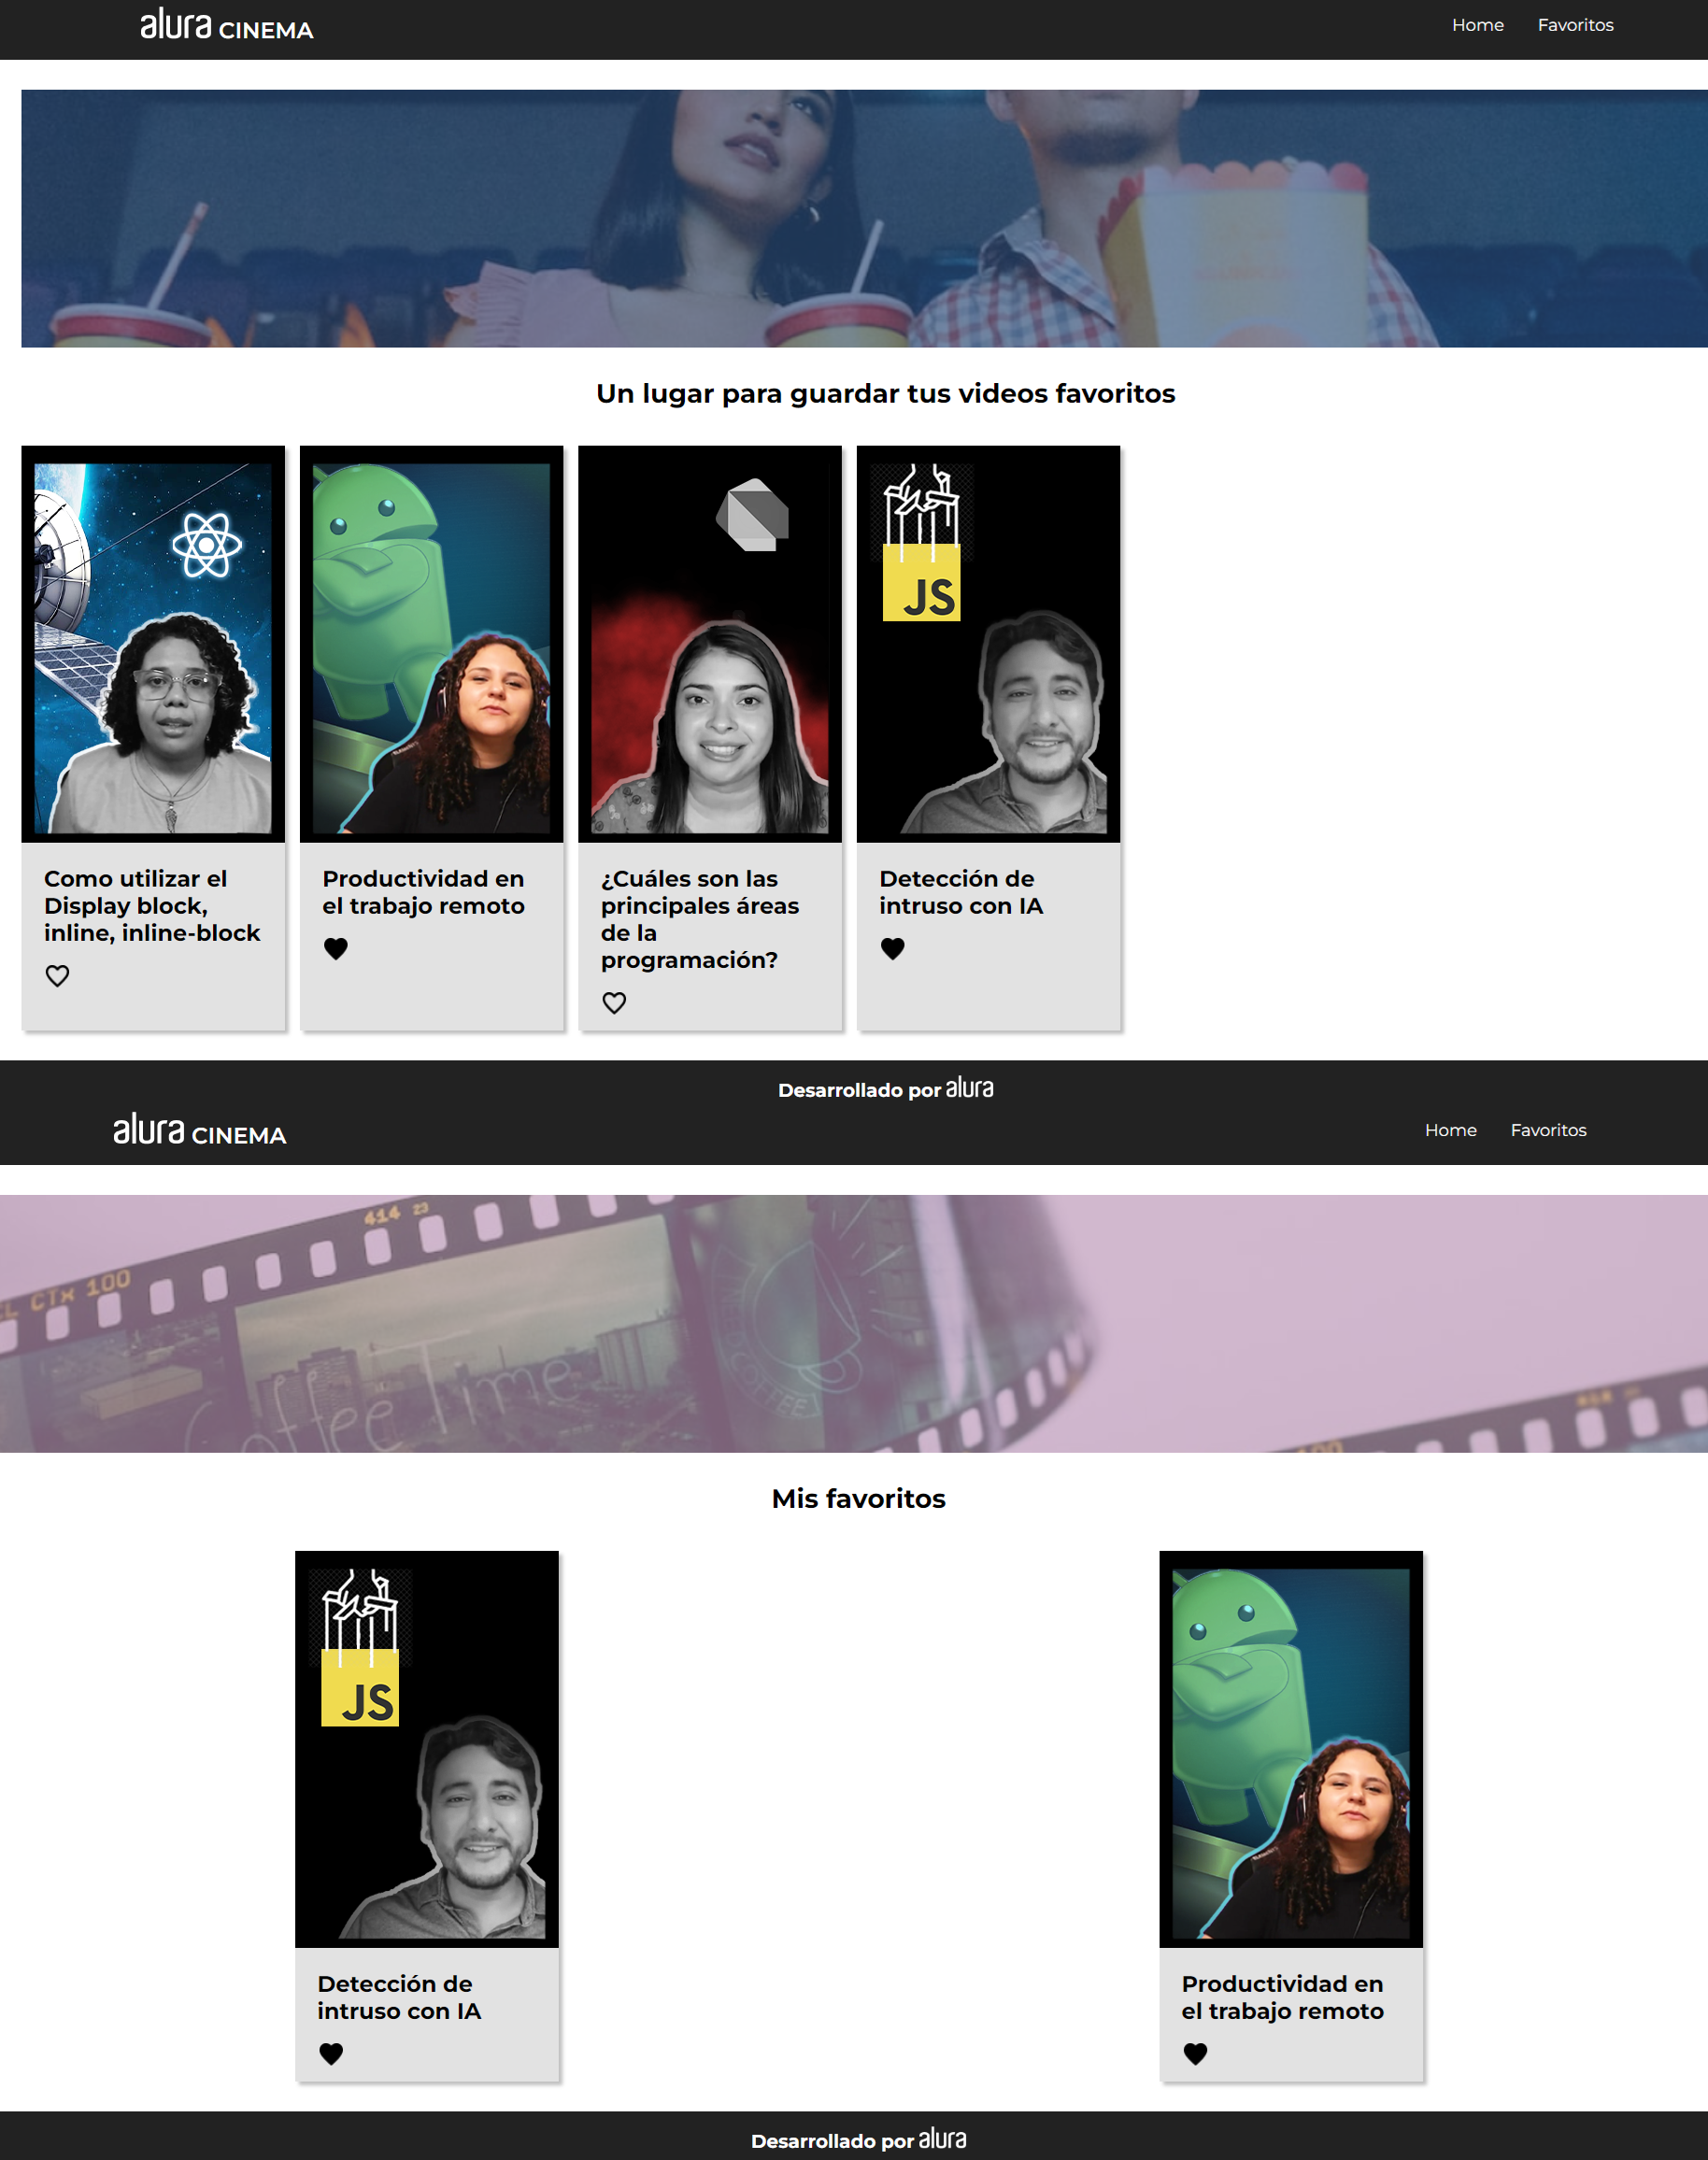 alura CINEMA
Home Favoritos
Un lugar para guardar tus videos favoritos
JS
Como utilizar el
Display block,
inline, inline-block
Productividad en
el trabajo remoto
¿Cuáles son las
principales áreas
de la
programación?
Detección de
intruso con IA
Desarrollado por alura
alura CINEMA
Home Favoritos
414 23
CTX 100
Coffee Time
COFFEE
Mis favoritos
JS
Detección de
intruso con IA
Productividad en
el trabajo remoto
Desarrollado por alura